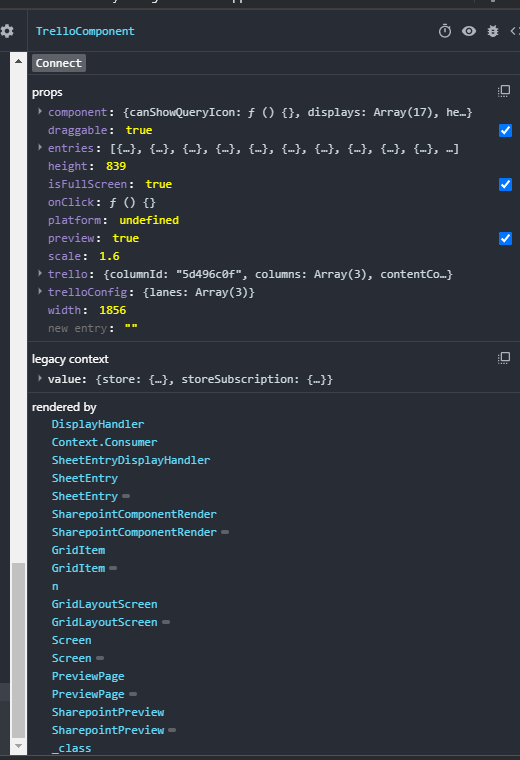 TrelloComponent
Connect
props
component: {canShowQueryIcon: ƒ () {}, displays: Array(17), he…}
draggable: true
entries: [{…}, {…}, {…}, {…}, {…}, {…}, {…}, {…}, {…}, {…}, …]
height: 839
isFullScreen: true
onClick: ƒ () {}
platform: undefined
preview: true
scale: 1.6
trello: {columnId: "5d496c0f", columns: Array(3), contentCo…}
trelloConfig: {lanes: Array(3)}
width: 1856
new entry: ""
legacy context
value: {store: {…}, storeSubscription: {…}}
rendered by
DisplayHandler
Context.Consumer
SheetEntryDisplayHandler
SheetEntry
SheetEntry
SharepointComponentRender
SharepointComponentRender
GridItem
GridItem
n
GridLayoutScreen
GridLayoutScreen
Screen
Screen
PreviewPage
PreviewPage
SharepointPreview
SharepointPreview
_class